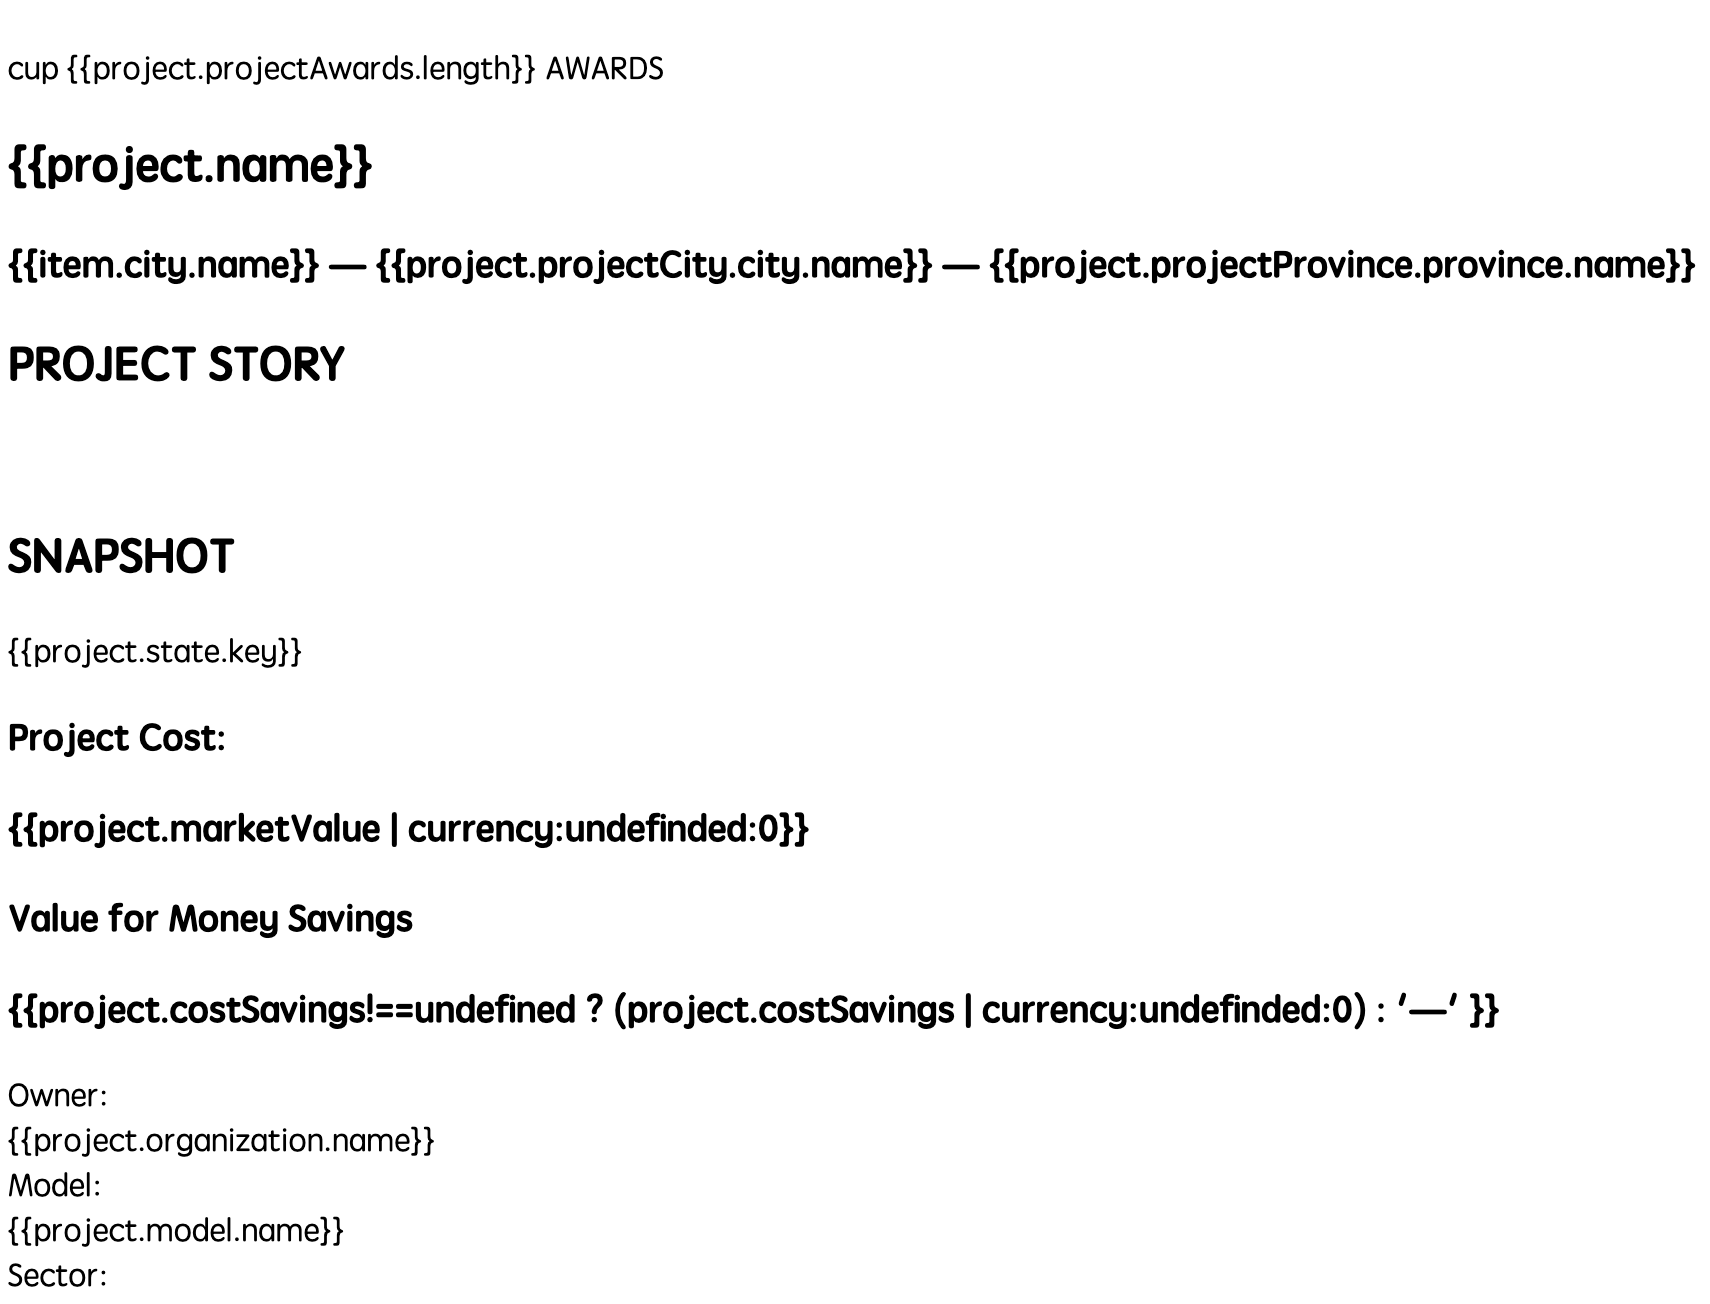 cup {{project.projectAwards.length}} AWARDS
{{project.name}}
{{item.city.name}} — {{project.projectCity.city.name}} — {{project.projectProvince.province.name}}
PROJECT STORY
SNAPSHOT
{{project.state.key}}
Project Cost:
{{project.marketValue | currency:undefinded:0}}
Value for Money Savings
{{project.costSavings!==undefined ? (project.costSavings | currency:undefinded:0) : '—' }}
Owner:
{{project.organization.name}}
Model:
{{project.model.name}}
Sector: